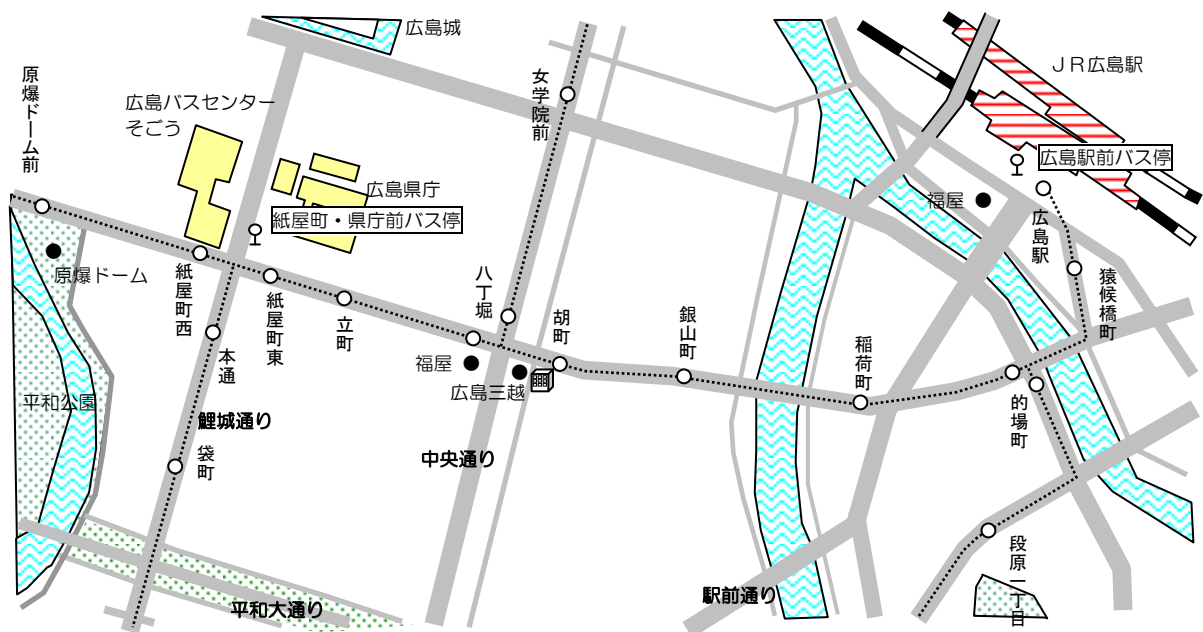 広島城
ＪＲ広島駅
原爆ドーム前
広島バスセンター
そごう
女学院前
広島駅前バス停
広島県庁
福屋
紙屋町・県庁前バス停
広島駅
原爆ドーム
紙屋町西
紙屋町東
立町
八丁堀
胡町
銀山町
稲荷町
猿候橋町
本通
福屋
広島三越
平和公園
的場町
鯉城通り
袋町
中央通り
段原一丁目
平和大通り
駅前通り